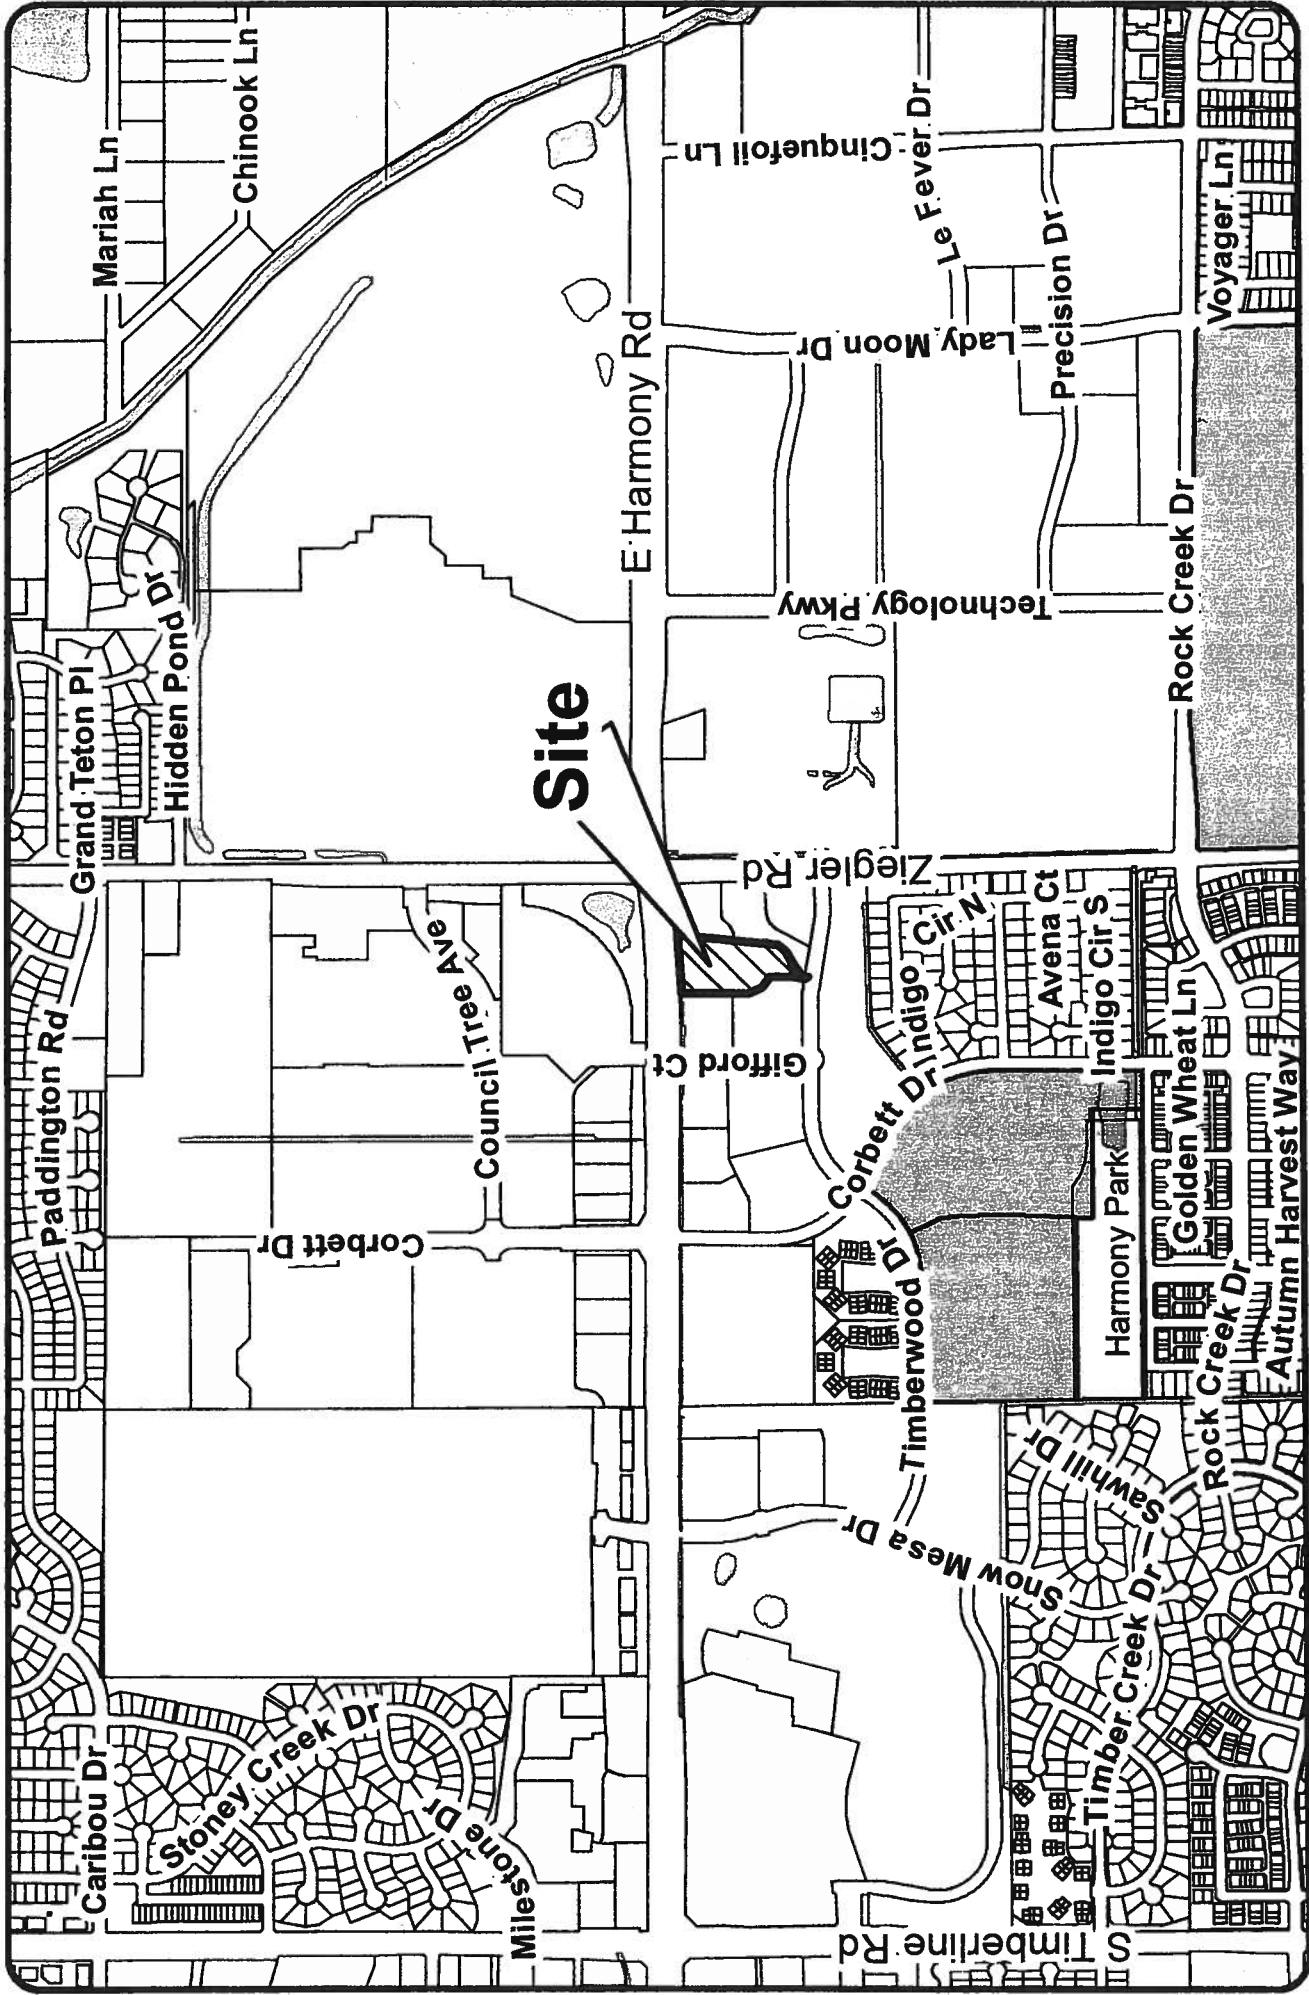 Mariah Ln
Chinook Ln
Grand Teton Pl
Hidden Pond Dr
Paddington Rd
Council Tree Ave
Corbett Dr
Caribou Dr
Stoney Creek Dr
Milestone Dr
E Harmony Rd
Site
Cinquefoil Ln
Le Fever Dr
Lady Moon Dr
Precision Dr
Voyager Ln
Technology Pkwy
Rock Creek Dr
Ziegler Rd
Gifford Ct
Corbett Dr
Indigo Cir N
Avena Ct
Indigo Cir S
Golden Wheat Ln
Autumn Harvest Way
Harmony Park
Timberwood Dr
Rock Creek Dr
Snow Mesa Dr
Sawhill Dr
Timber Creek Dr
S Timberline Rd